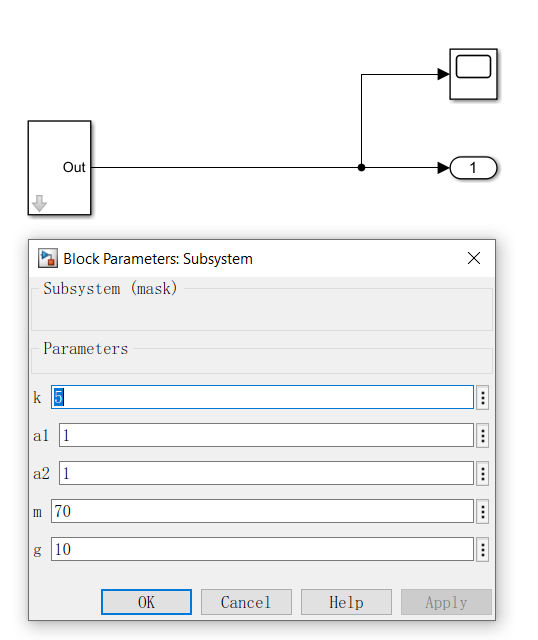 Out
1
Block Parameters: Subsystem
Subsystem (mask)
Parameters
k 5
a1 1
a2 1
m 70
g 10
OK Cancel Help Apply